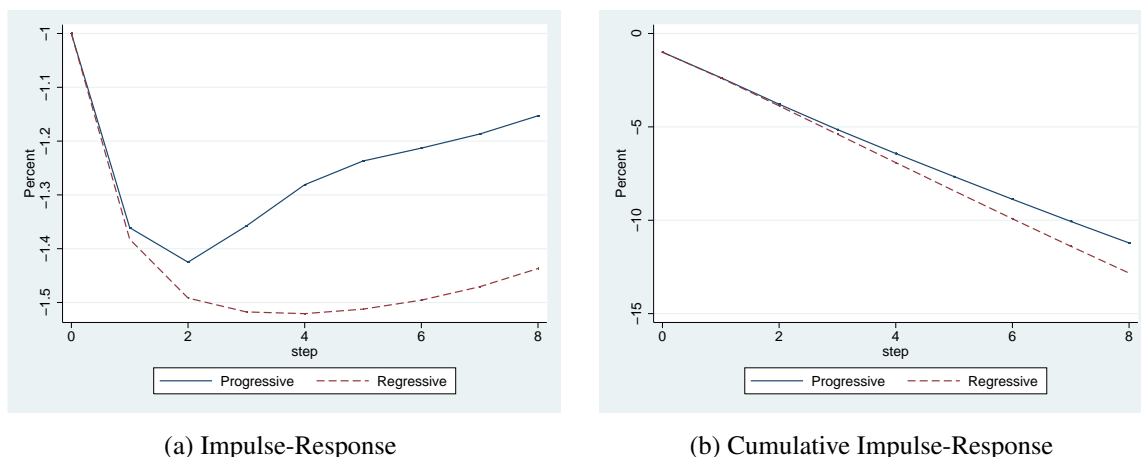 -1
-1.1
-1.2
-1.3
-1.4
-1.5
Percent
0 2 4 6 8
step
Progressive Regressive
(a) Impulse-Response
0
-5
-10
-15
Percent
0 2 4 6 8
step
Progressive Regressive
(b) Cumulative Impulse-Response